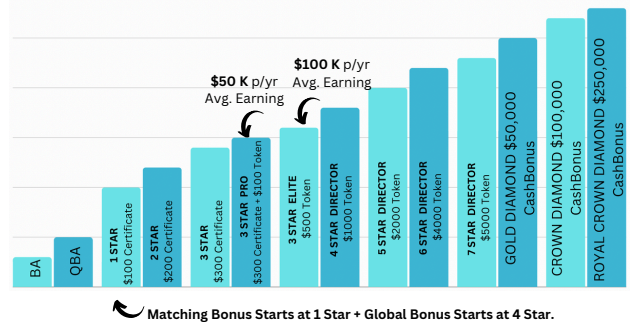 $50 K p/yr
Avg. Earning
$100 K p/yr
Avg. Earning
BA
QBA
1 STAR
$100 Certificate
2 STAR
$200 Certificate
3 STAR
$300 Certificate
3 STAR PRO
$300 Certificate + $100 Token
3 STAR ELITE
$500 Token
4 STAR DIRECTOR
$1000 Token
5 STAR DIRECTOR
$2000 Token
6 STAR DIRECTOR
$4000 Token
7 STAR DIRECTOR
$5000 Token
GOLD DIAMOND $50,000
CashBonus
CROWN DIAMOND $100,000
CashBonus
ROYAL CROWN DIAMOND $250,000
CashBonus
Matching Bonus Starts at 1 Star + Global Bonus Starts at 4 Star.